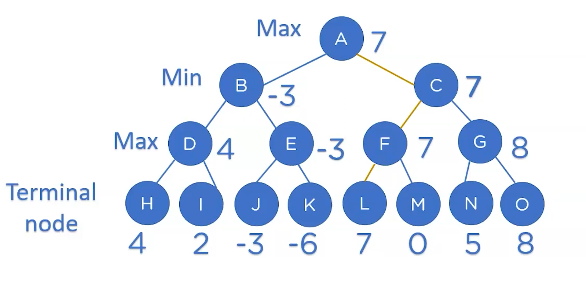 Max A 7
Min B -3 C 7
Max D 4 E -3 F 7 G 8
Terminal node H I J K L M N O
4 2 -3 -6 7 0 5 8